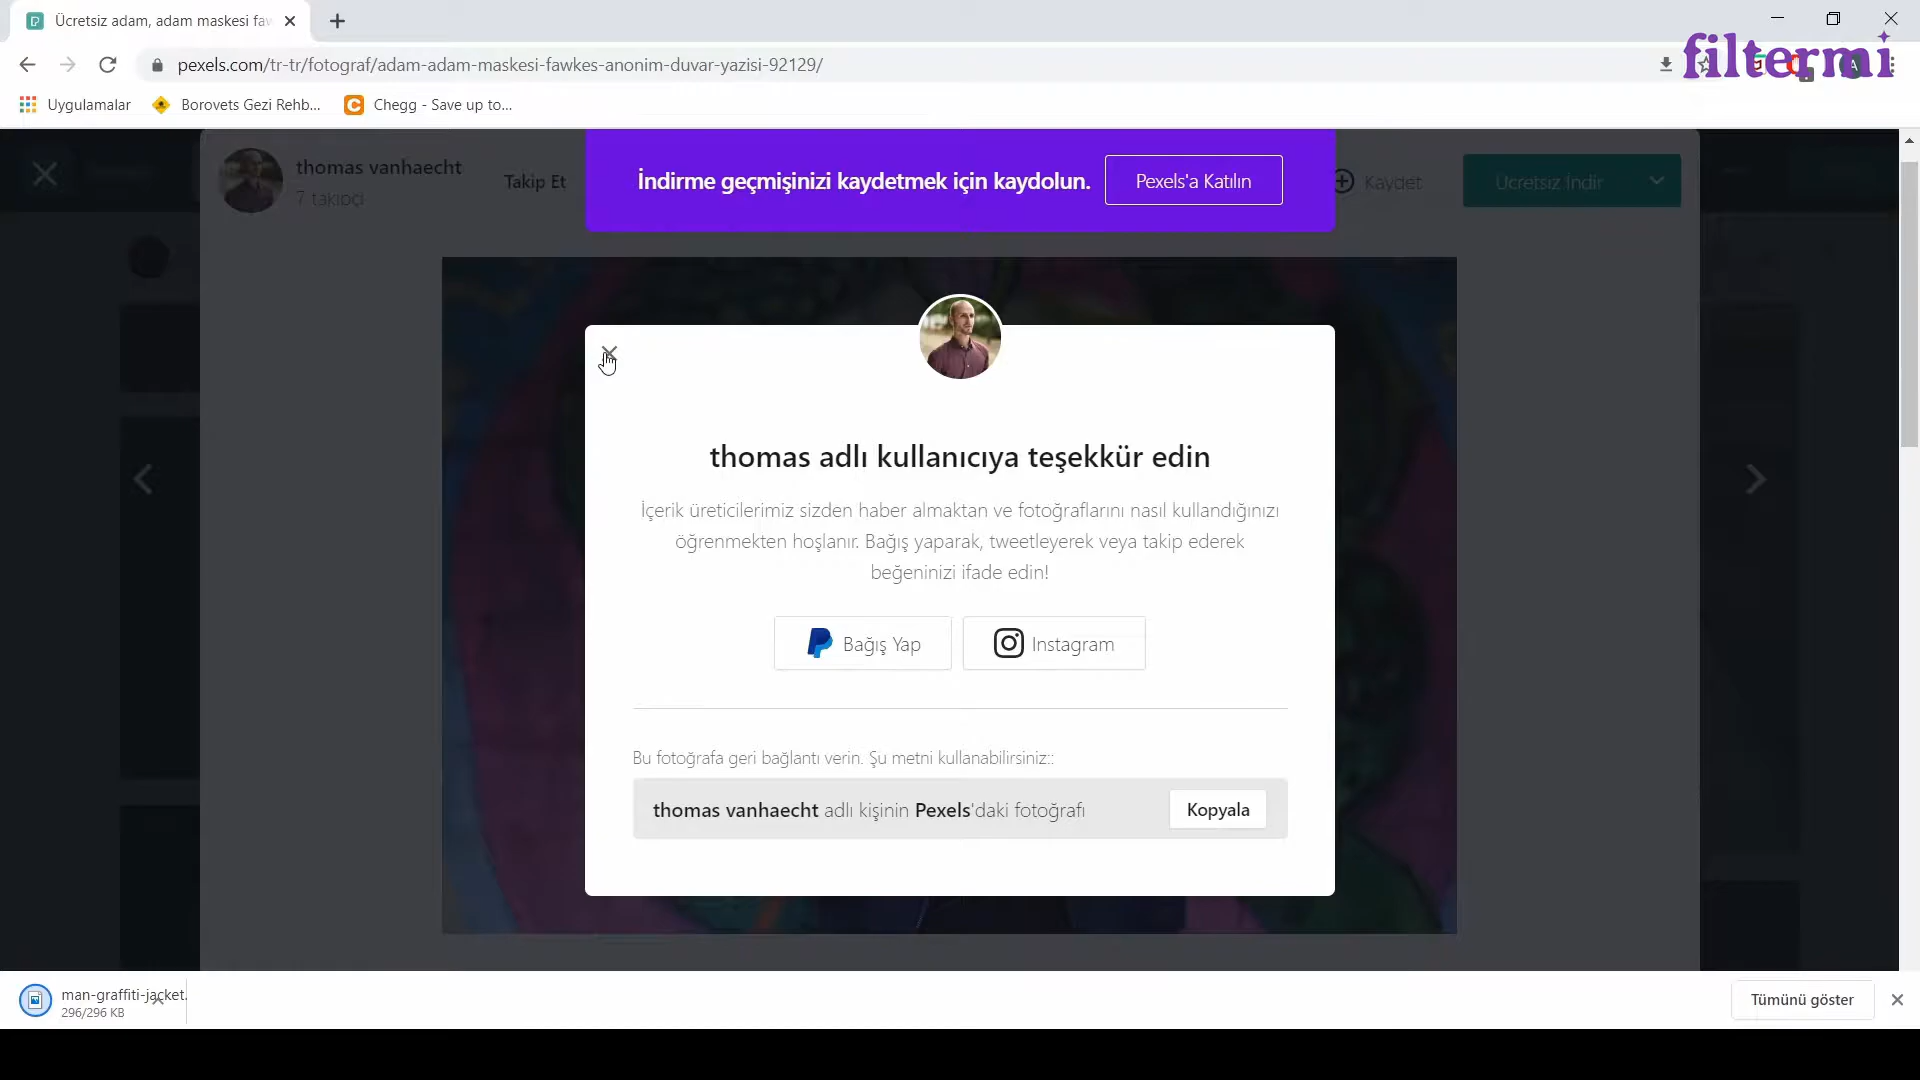 Ücretsiz adam, adam maskesi faw
filtermi
pexels.com/tr-tr/fotograf/adam-adam-maskesi-fawkes-anonim-duvar-yazisi-92129/
Uygulamalar
Borovets Gezi Rehb...
Chegg - Save up to...
thomas vanhaecht
7 takipçi
Takip Et
İndirme geçmişinizi kaydetmek için kaydolun.
Pexels'a Katılın
Kaydet
Ücretsiz İndir
thomas adlı kullanıcıya teşekkür edin
İçerik üreticilerimiz sizden haber almaktan ve fotoğraflarını nasıl kullandığınızı
öğrenmekten hoşlanır. Bağış yaparak, tweetleyerek veya takip ederek
beğeninizi ifade edin!
Bağış Yap
Instagram
Bu fotoğrafa geri bağlantı verin. Şu metni kullanabilirsiniz::
thomas vanhaecht adlı kişinin Pexels'daki fotoğrafı
Kopyala
man-graffiti-jacket.
296/296 KB
Tümünü göster